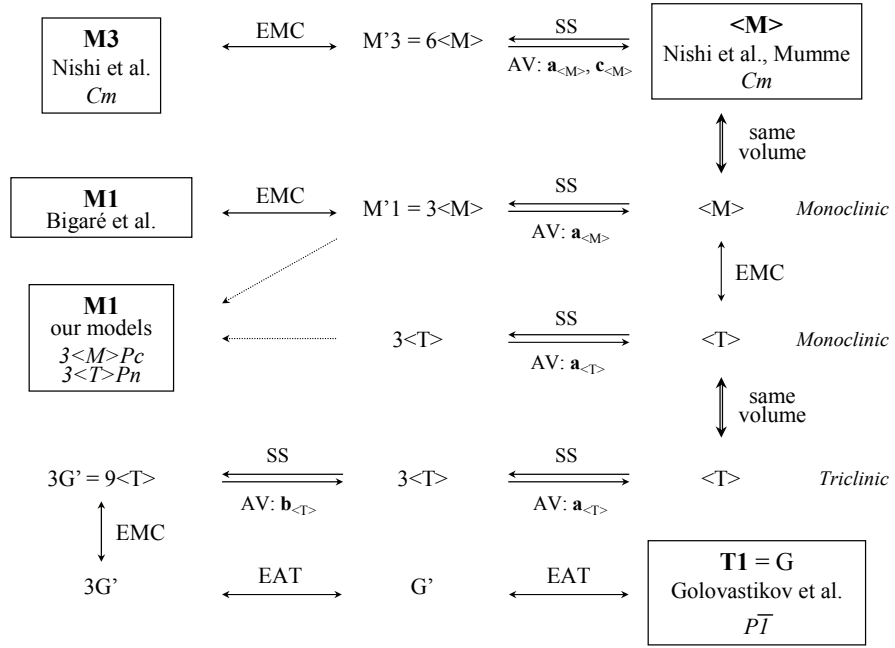 M3
Nishi et al.
Cm
EMC
M’3 = 6<M>
SS
AV: a<M>, c<M>
<M>
Nishi et al., Mumme
Cm
same
volume
M1
Bigaré et al.
EMC
M’1 = 3<M>
SS
AV: a<M>
<M>
Monoclinic
EMC
M1
our models
3<M>Pc
3<T>Pn
3<T>
SS
AV: a<T>
<T>
Monoclinic
same
volume
3G’ = 9<T>
SS
AV: b<T>
3<T>
SS
AV: a<T>
<T>
Triclinic
EMC
3G’
EAT
G’
EAT
T1 = G
Golovastikov et al.
P1̅